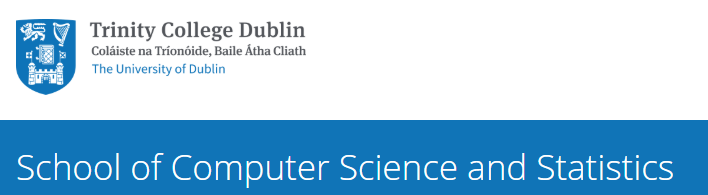 Trinity College Dublin
Coláiste na Tríonóide, Baile Átha Cliath
The University of Dublin
School of Computer Science and Statistics